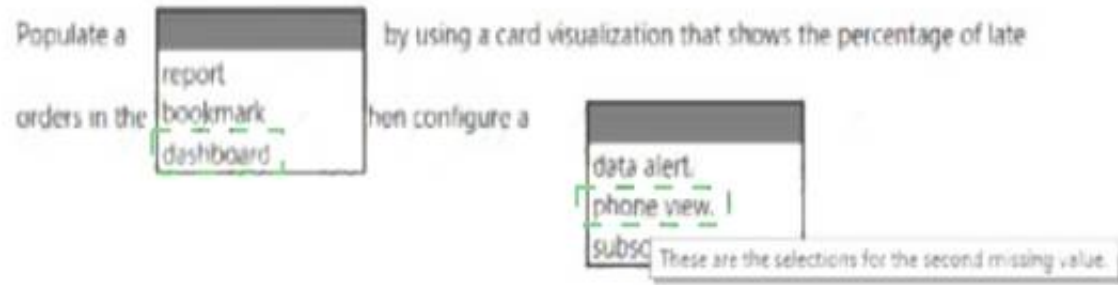 Populate a
by using a card visualization that shows the percentage of late
report
orders in the
bookmark
hen configure a
dashboard
data alert.
phone view.
subsc
These are the selections for the second missing value.